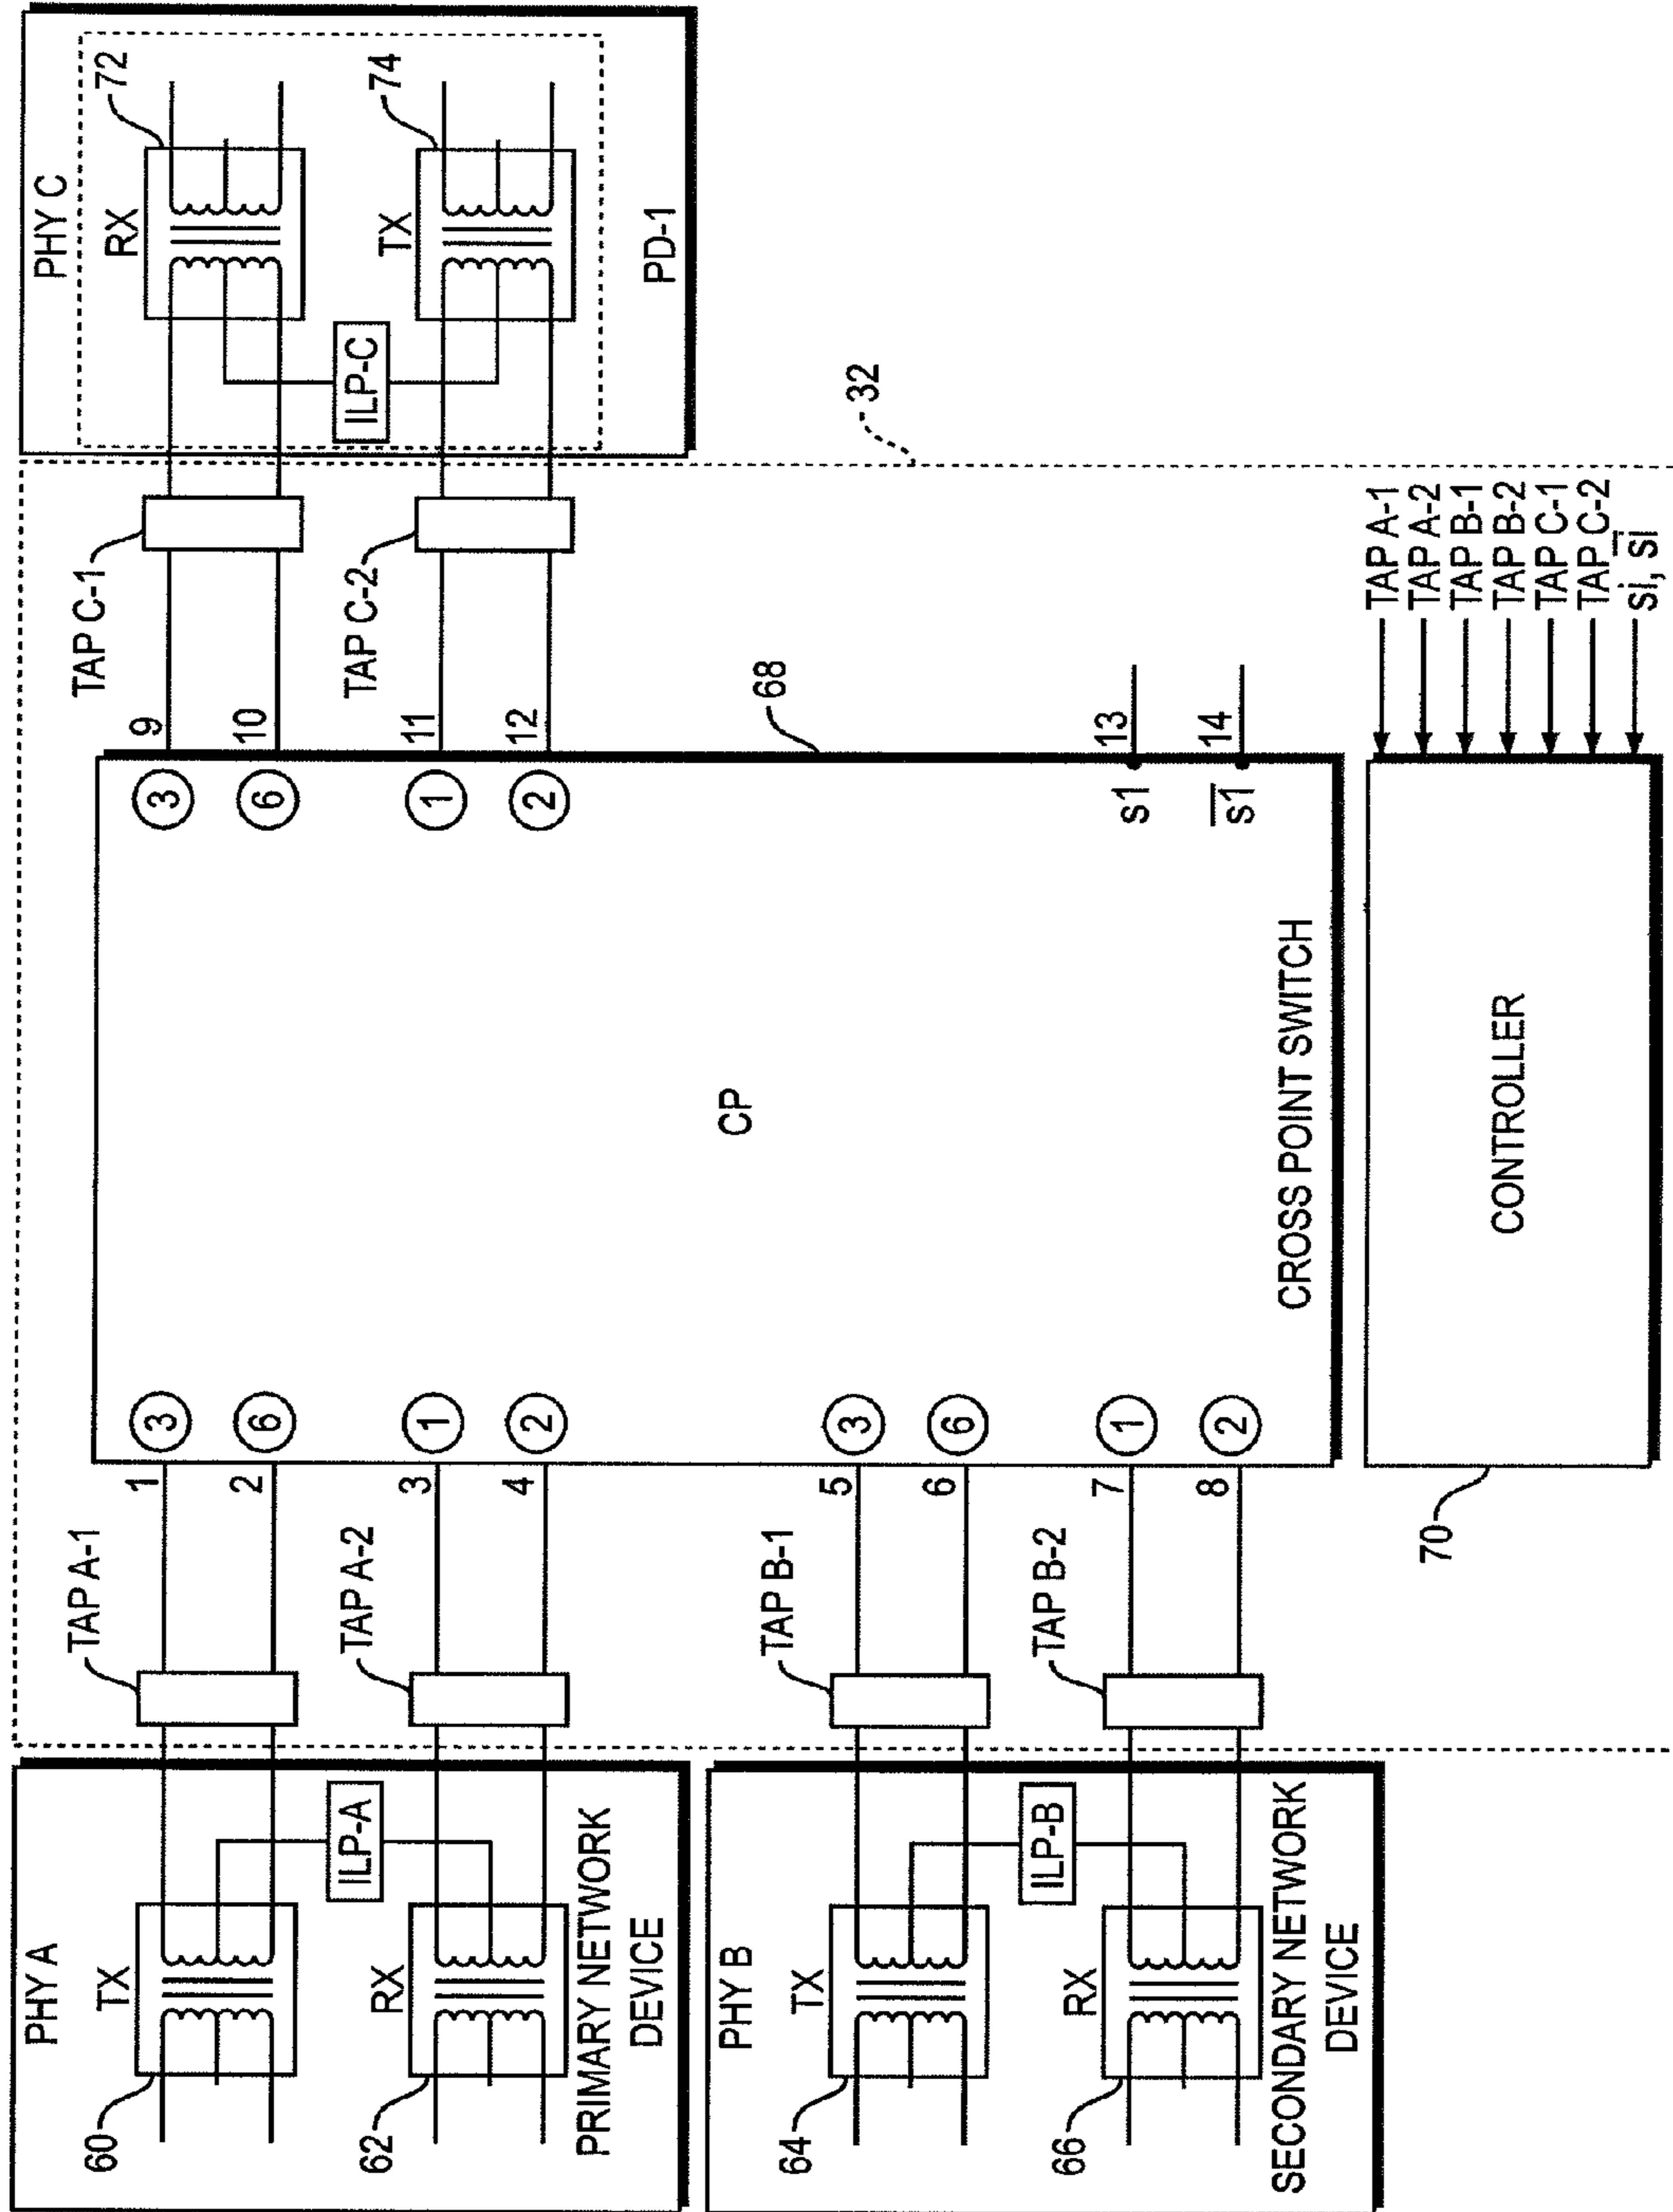 PHY A
TX
60
ILP-A
RX
62
PRIMARY NETWORK
DEVICE
PHY B
TX
64
ILP-B
RX
66
SECONDARY NETWORK
DEVICE
TAP A-1
TAP A-2
TAP B-1
TAP B-2
1
2
3
4
5
6
7
8
3
6
1
2
3
6
1
2
CP
CROSS POINT SWITCH
3
6
1
2
s1
s̅1̅
9
10
11
12
13
14
68
TAP C-1
TAP C-2
PHY C
RX
72
ILP-C
TX
74
PD-1
32
CONTROLLER
70
TAP A-1
TAP A-2
TAP B-1
TAP B-2
TAP C-1
TAP C-2
si, s̅i̅